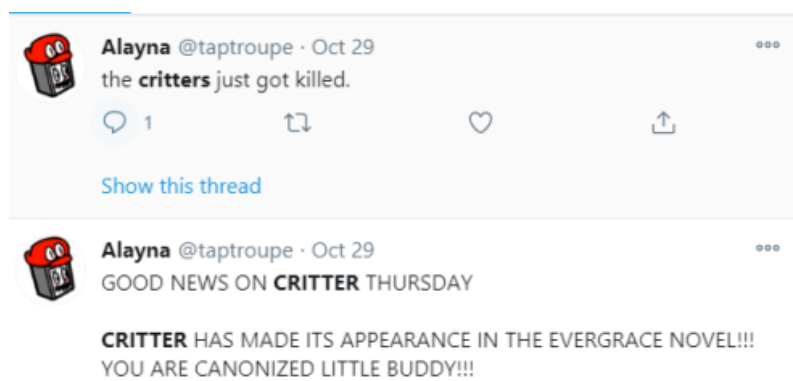 Alayna @taptroupe · Oct 29
the critters just got killed.
1
Show this thread
Alayna @taptroupe · Oct 29
GOOD NEWS ON CRITTER THURSDAY
CRITTER HAS MADE ITS APPEARANCE IN THE EVERGRACE NOVEL!!!
YOU ARE CANONIZED LITTLE BUDDY!!!